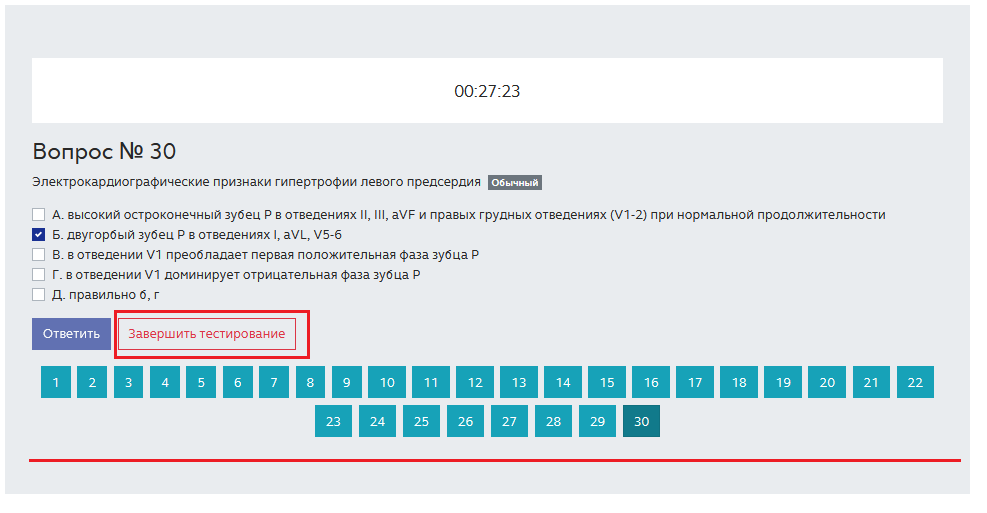 00:27:23
Вопрос № 30
Электрокардиографические признаки гипертрофии левого предсердия Обычный
А. высокий остроконечный зубец Р в отведениях II, III, aVF и правых грудных отведениях (V1-2) при нормальной продолжительности
Б. двугорбый зубец Р в отведениях I, aVL, V5-6
В. в отведении V1 преобладает первая положительная фаза зубца Р
Г. в отведении V1 доминирует отрицательная фаза зубца Р
Д. правильно б, г
Ответить Завершить тестирование
1 2 3 4 5 6 7 8 9 10 11 12 13 14 15 16 17 18 19 20 21 22
23 24 25 26 27 28 29 30